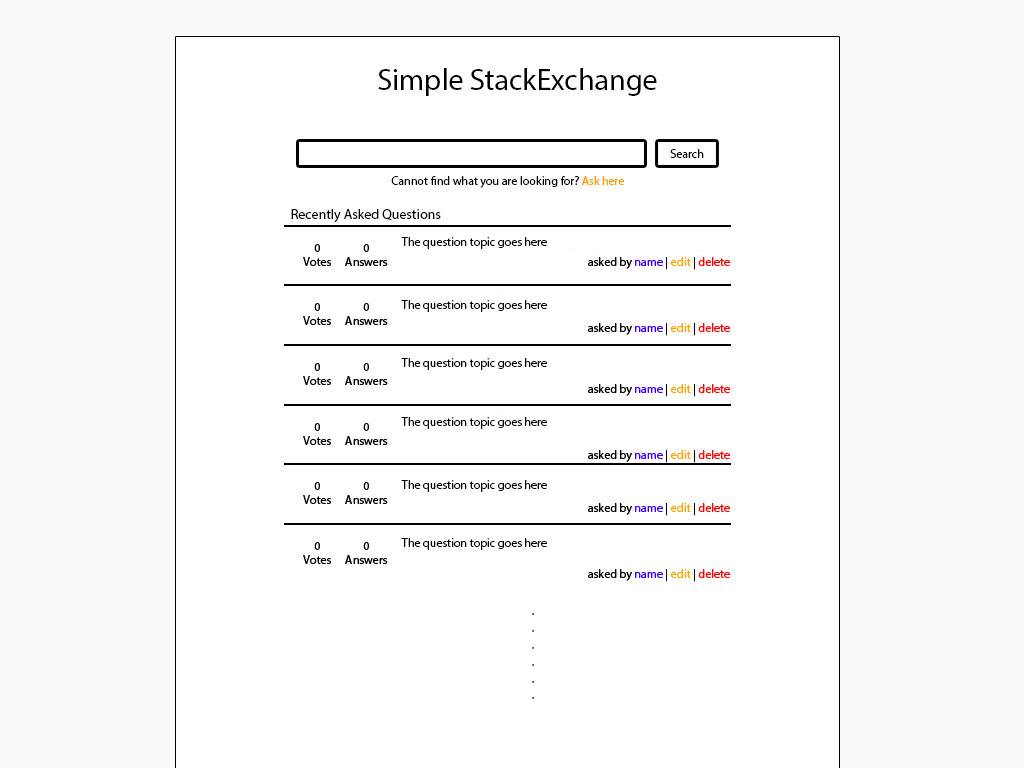 Simple StackExchange
Search
Cannot find what you are looking for? Ask here
Recently Asked Questions
0 0 The question topic goes here
Votes Answers asked by name | edit | delete
0 0 The question topic goes here
Votes Answers asked by name | edit | delete
0 0 The question topic goes here
Votes Answers asked by name | edit | delete
0 0 The question topic goes here
Votes Answers asked by name | edit | delete
0 0 The question topic goes here
Votes Answers asked by name | edit | delete
0 0 The question topic goes here
Votes Answers asked by name | edit | delete
.
.
.
.
.
.